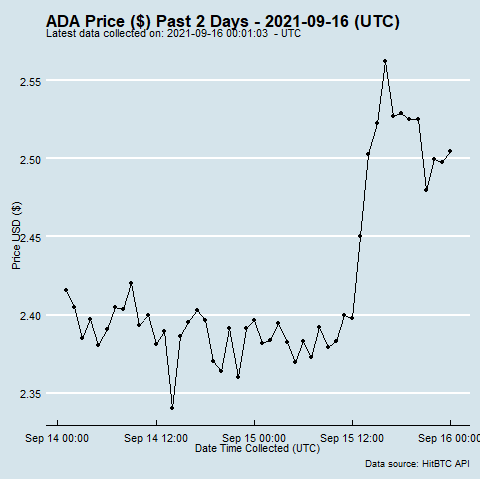 ADA Price ($) Past 2 Days - 2021-09-16 (UTC)
Latest data collected on: 2021-09-16 00:01:03 - UTC
2.55
2.50
2.45
2.40
2.35
Price USD ($)
Sep 14 00:00 Sep 14 12:00 Sep 15 00:00 Sep 15 12:00 Sep 16 00:00
Date Time Collected (UTC)
Data source: HitBTC API